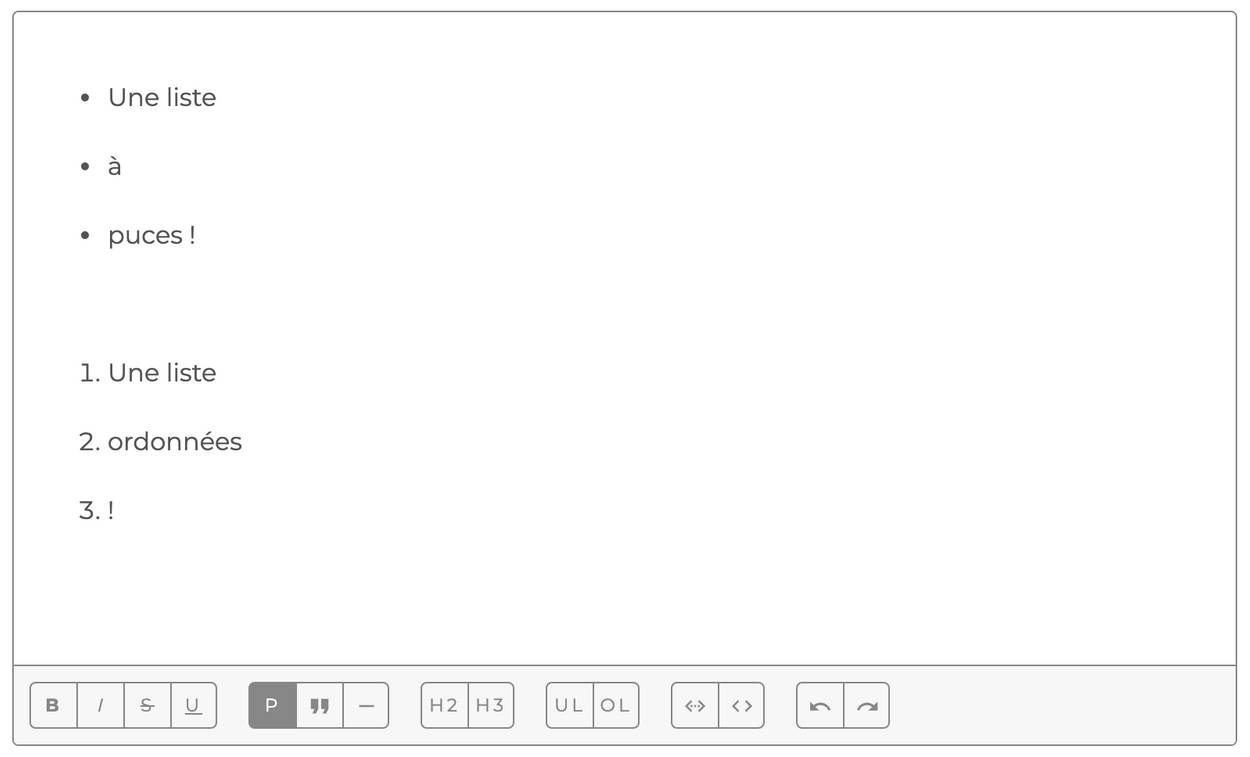 • Une liste
• à
• puces !
1. Une liste
2. ordonnées
3. !
B I S U P ❞ — H2 H3 UL OL <··> <>